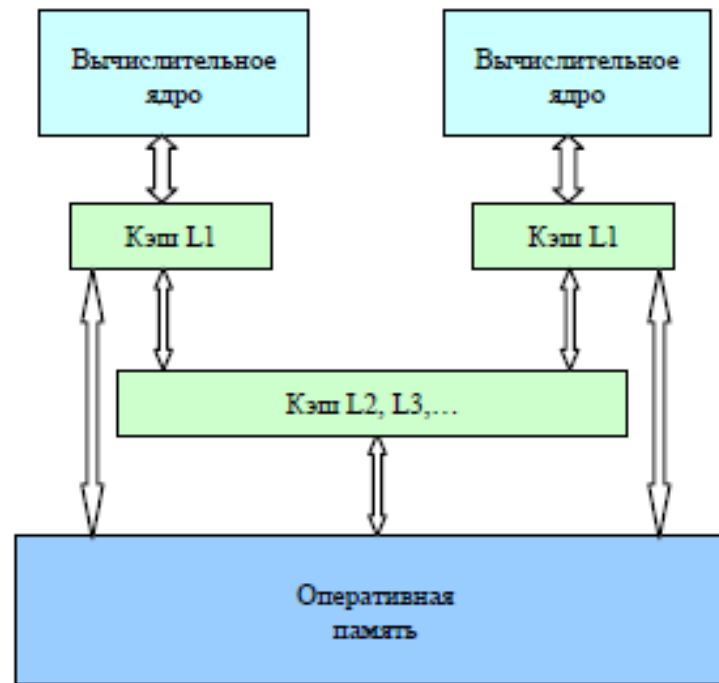 Вычислительное
ядро
Вычислительное
ядро
Кэш L1
Кэш L1
Кэш L2, L3,…
Оперативная
память